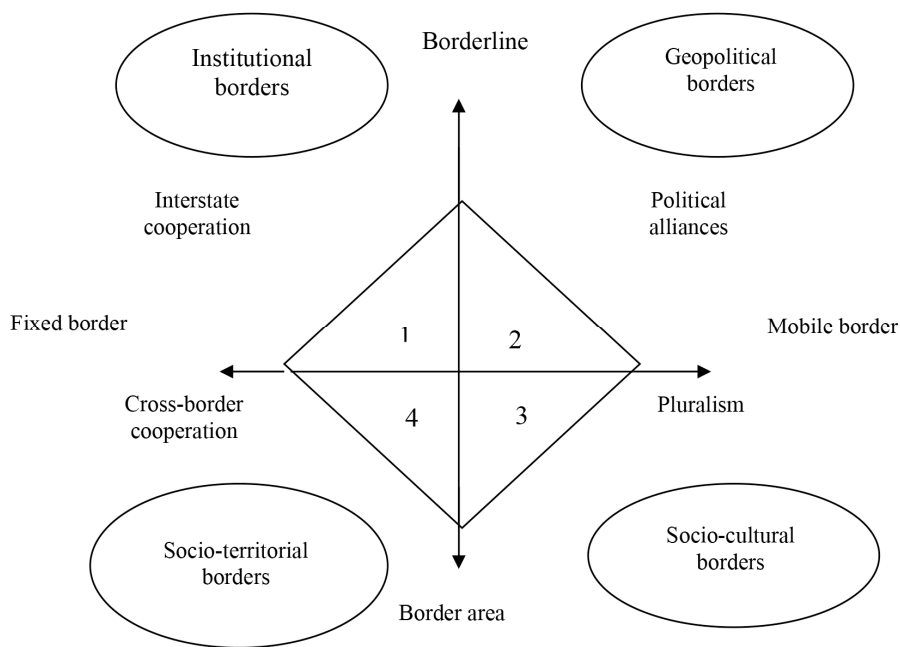 Institutional
borders
Borderline
Geopolitical
borders
Interstate
cooperation
Political
alliances
Fixed border
1
2
Mobile border
Cross-border
cooperation
4
3
Pluralism
Socio-territorial
borders
Socio-cultural
borders
Border area